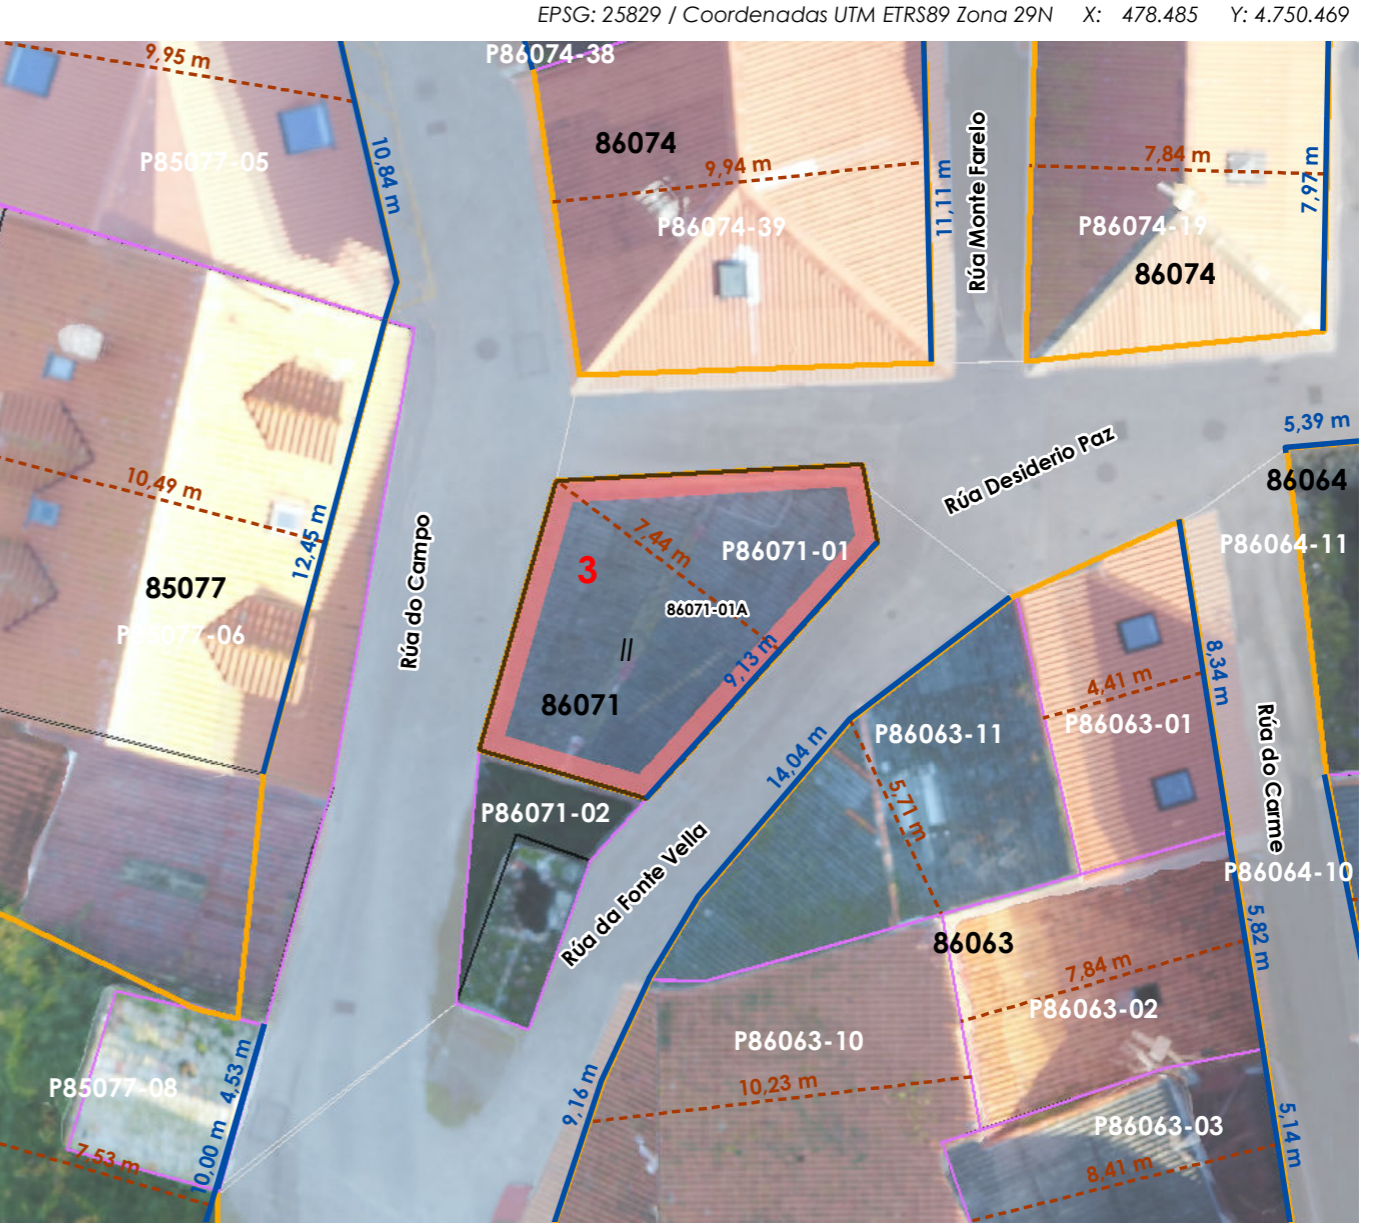 EPSG: 25829 / Coordenadas UTM ETRS89 Zona 29N X: 478.485 Y: 4.750.469
9,95 m
P86074-38
P85077-05
10,84 m
86074
9,94 m
P86074-39
11,11 m
Rúa Monte Farelo
7,84 m
7,97 m
P86074-19
86074
5,39 m
86064
P86064-11
Rúa Desiderio Paz
10,49 m
12,45 m
85077
P85077-06
Rúa do Campo
3
7,44 m
P86071-01
86071-01A
II
9,13 m
86071
P86071-02
14,04 m
P86063-11
5,71 m
4,41 m
P86063-01
8,34 m
Rúa do Carme
P86064-10
Rúa da Fonte Vella
86063
5,82 m
7,84 m
P86063-02
P86063-10
10,23 m
9,16 m
P86063-03
8,41 m
5,14 m
P85077-08
4,53 m
7,53 m
10,00 m